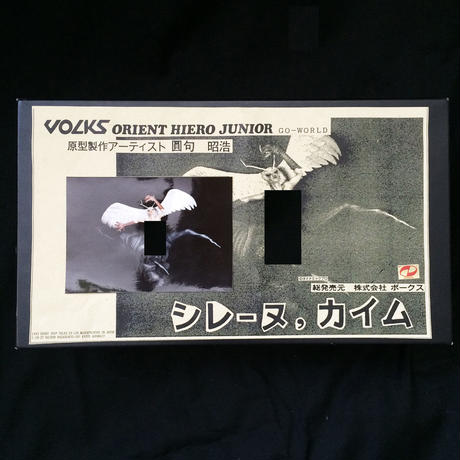 VOLKS ORIENT HIERO JUNIOR GO-WORLD
原型製作アーティスト 圓句 昭浩
総発売元 株式会社 ボークス
シレーヌ,カイム